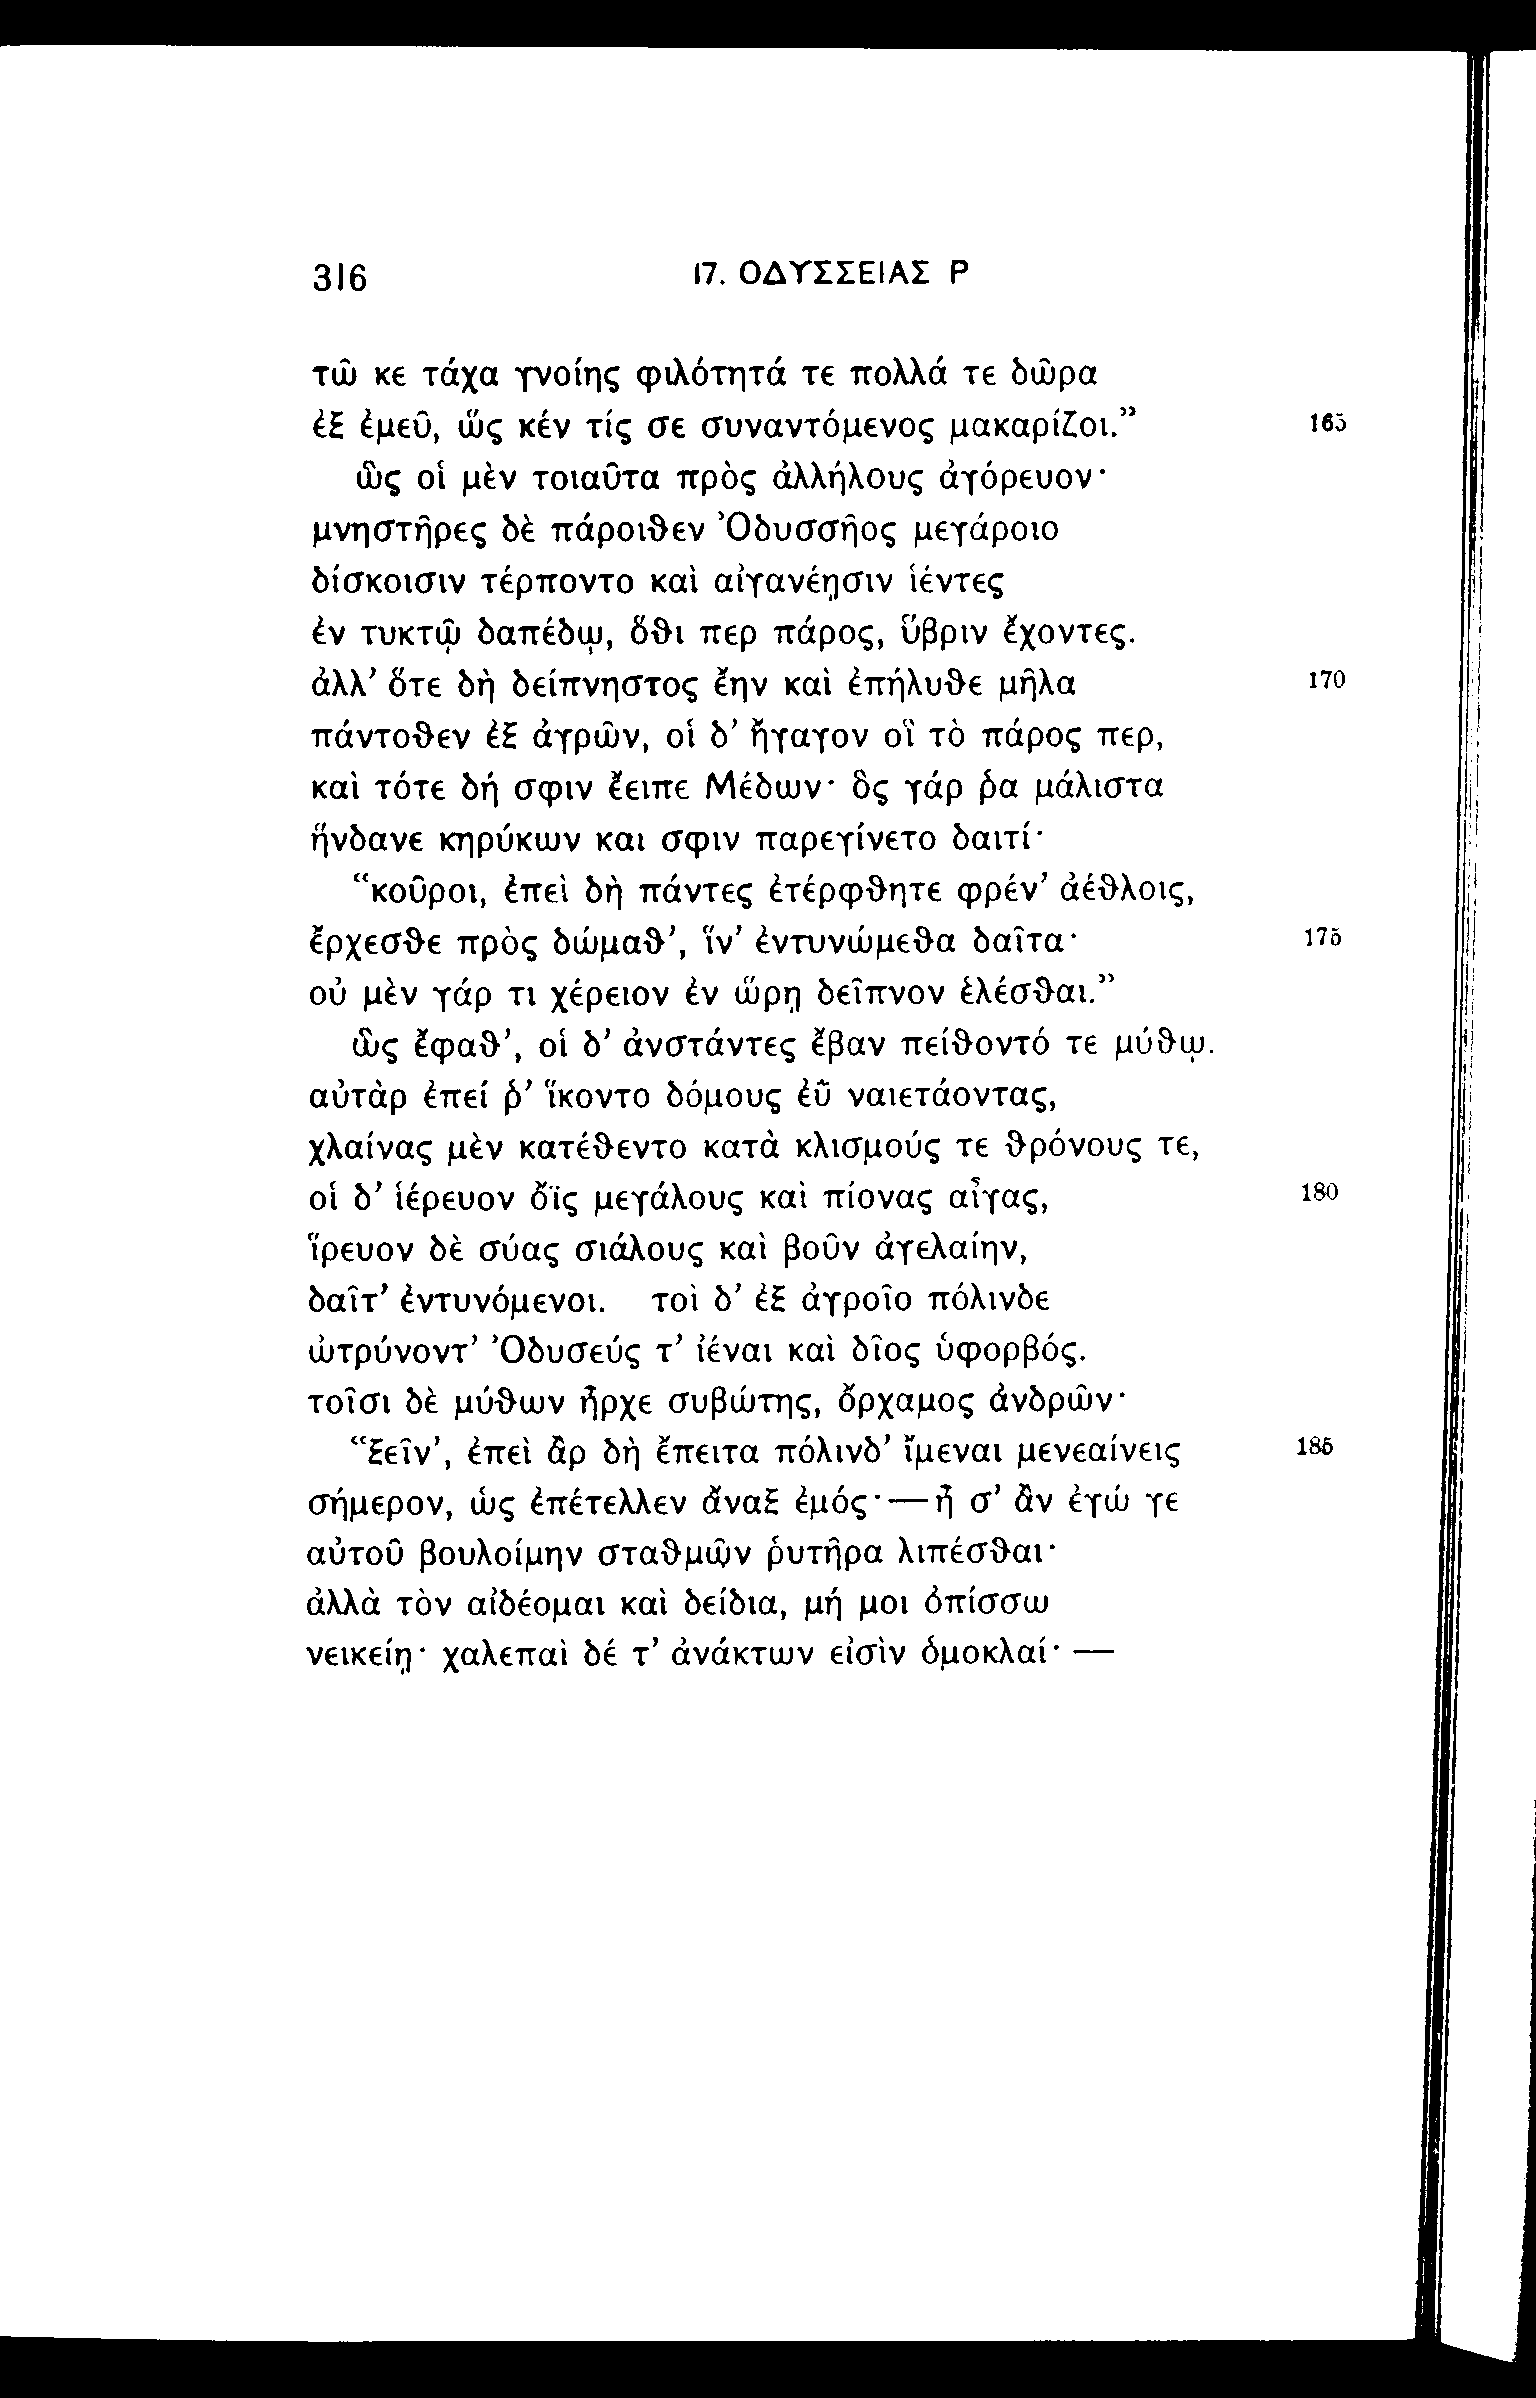 316 17. ΟΔΥΣΣΕΙΑΣ Ρ
τῶ κε τάχα γνοίης φιλότητά τε πολλά τε δῶρα
ἐξ ἐμεῦ, ὥς κέν τίς σε συναντόμενος μακαρίζοι.” 165
ὣς οἱ μὲν τοιαῦτα πρὸς ἀλλήλους ἀγόρευον·
μνηστῆρες δὲ πάροιϑεν Ὀδυσσῆος μεγάροιο
δίσκοισιν τέρποντο καὶ αἰγανέῃσιν ἱέντες
ἐν τυκτῷ δαπέδῳ, ὅϑι περ πάρος, ὕβριν ἔχοντες.
ἀλλ’ ὅτε δὴ δείπνηστος ἔην καὶ ἐπήλυϑε μῆλα 170
πάντοϑεν ἐξ ἀγρῶν, οἱ δ’ ἤγαγον οἳ τὸ πάρος περ,
καὶ τότε δή σφιν ἔειπε Μέδων· ὃς γάρ ῥα μάλιστα
ἥνδανε κηρύκων και σφιν παρεγίνετο δαιτί·
“κοῦροι, ἐπεὶ δὴ πάντες ἐτέρφϑητε φρέν’ ἀέϑλοις,
ἔρχεσϑε πρὸς δώμαϑ’, ἵν’ ἐντυνώμεϑα δαῖτα· 175
οὐ μὲν γάρ τι χέρειον ἐν ὥρῃ δεῖπνον ἑλέσϑαι.”
ὣς ἔφαϑ’, οἱ δ’ ἀνστάντες ἔβαν πείϑοντό τε μύϑῳ.
αὐτὰρ ἐπεί ῥ’ ἵκοντο δόμους ἐῢ ναιετάοντας,
χλαίνας μὲν κατέϑεντο κατὰ κλισμούς τε ϑρόνους τε,
οἱ δ’ ἱέρευον ὄϊς μεγάλους καὶ πίονας αἶγας, 180
ἵρευον δὲ σύας σιάλους καὶ βοῦν ἀγελαίην,
δαῖτ’ ἐντυνόμενοι. τοὶ δ’ ἐξ ἀγροῖο πόλινδε
ὠτρύνοντ’ Ὀδυσεύς τ’ ἰέναι καὶ δῖος ὑφορβός.
τοῖσι δὲ μύϑων ἦρχε συβώτης, ὄρχαμος ἀνδρῶν·
“ξεῖν’, ἐπεὶ ἂρ δὴ ἔπειτα πόλινδ’ ἴμεναι μενεαίνεις 185
σήμερον, ὡς ἐπέτελλεν ἄναξ ἐμός·—ἦ σ’ ἂν ἐγώ γε
αὐτοῦ βουλοίμην σταϑμῶν ῥυτῆρα λιπέσϑαι·
ἀλλὰ τὸν αἰδέομαι καὶ δείδια, μή μοι ὀπίσσω
νεικείῃ· χαλεπαὶ δέ τ’ ἀνάκτων εἰσὶν ὁμοκλαί· —